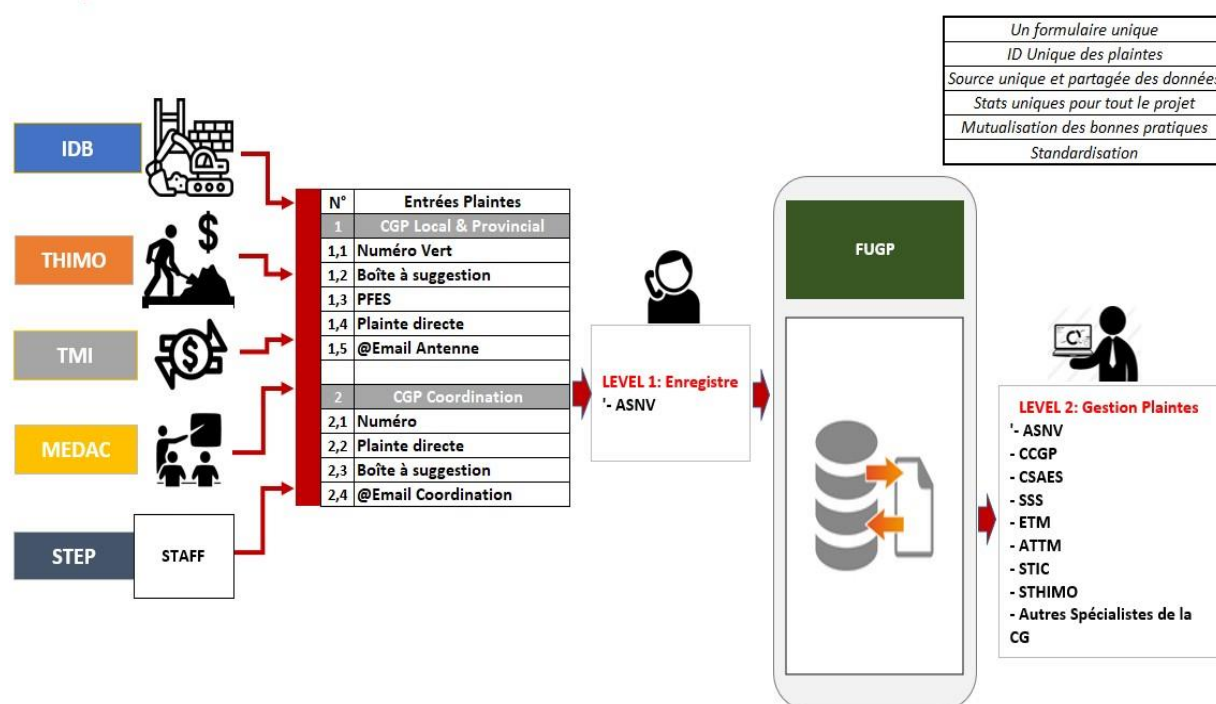 Un formulaire unique
ID Unique des plaintes
Source unique et partagée des données
Stats uniques pour tout le projet
Mutualisation des bonnes pratiques
Standardisation
IDB
THIMO
TMI
MEDAC
STEP
STAFF
N° Entrées Plaintes
1 CGP Local & Provincial
1,1 Numéro Vert
1,2 Boîte à suggestion
1,3 PFES
1,4 Plainte directe
1,5 @Email Antenne
2 CGP Coordination
2,1 Numéro
2,2 Plainte directe
2,3 Boîte à suggestion
2,4 @Email Coordination
LEVEL 1: Enregistre
'- ASNV
FUGP
LEVEL 2: Gestion Plaintes
'- ASNV
- CCGP
- CSAES
- SSS
- ETM
- ATTM
- STIC
- STHIMO
- Autres Spécialistes de la
CG